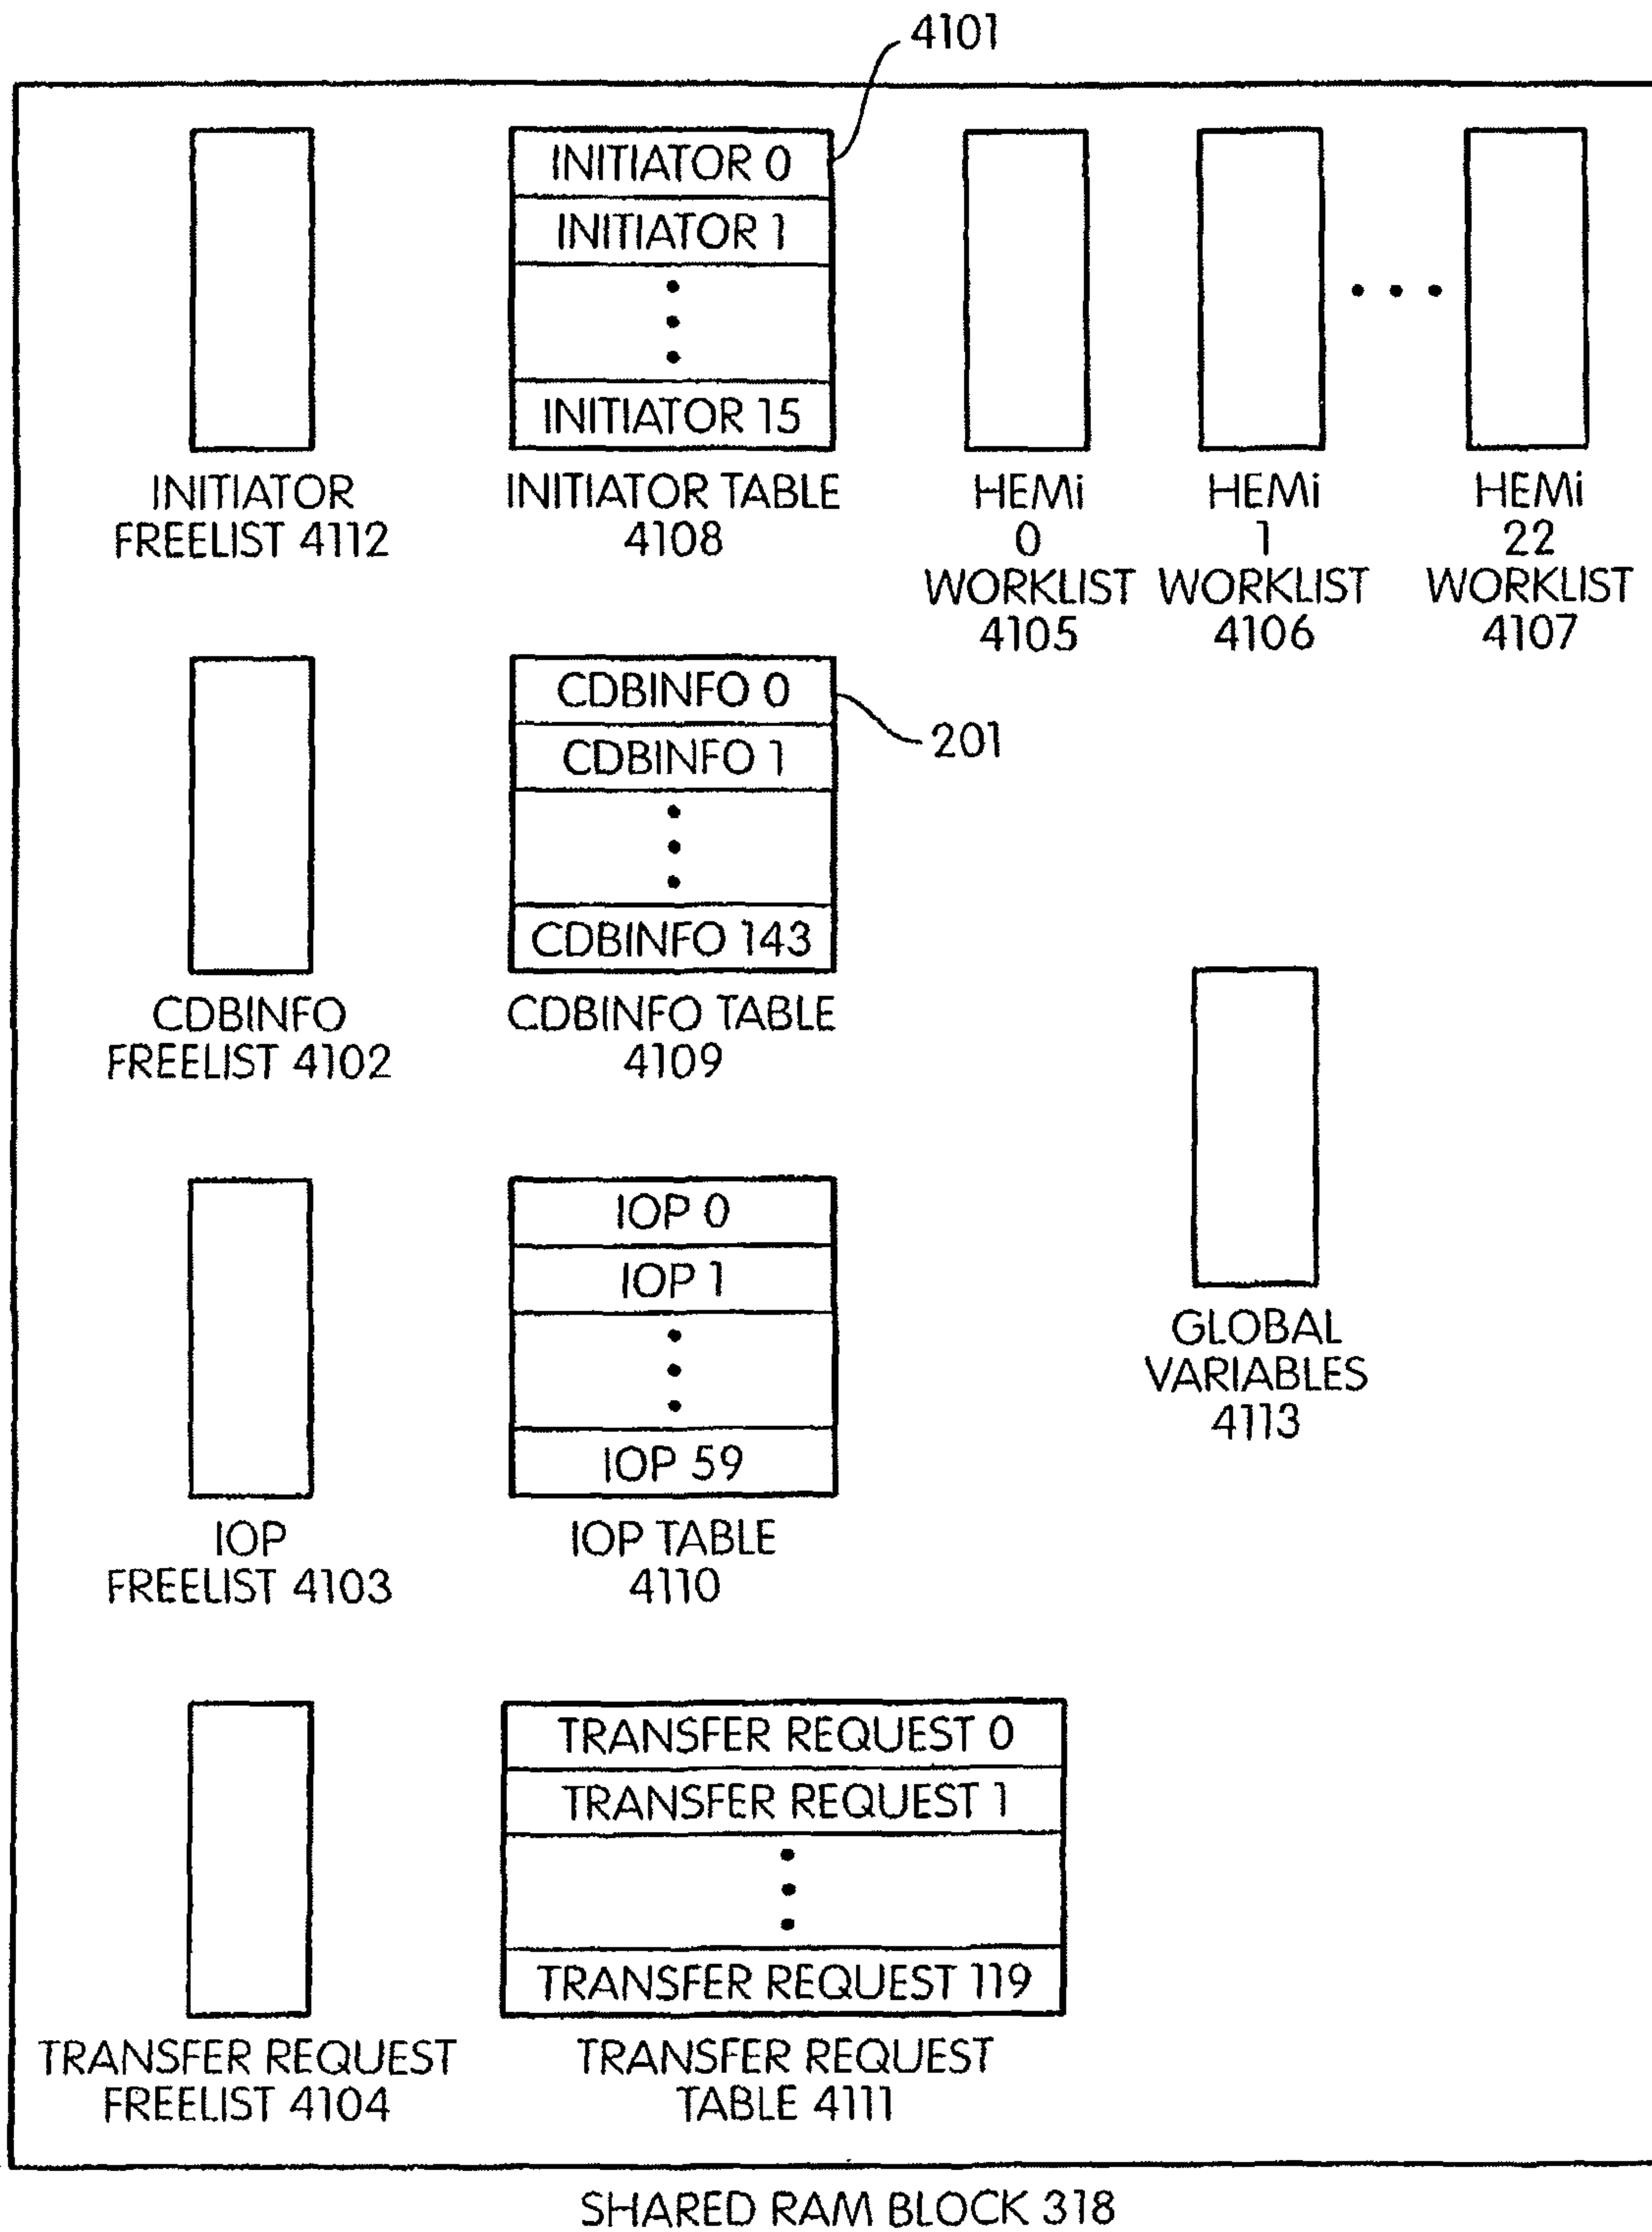 4101
INITIATOR 0
INITIATOR 1
INITIATOR 15
INITIATOR
FREELIST 4112
INITIATOR TABLE
4108
HEMi
0
WORKLIST
4105
HEMi
1
WORKLIST
4106
HEMi
22
WORKLIST
4107
CDBINFO 0
201
CDBINFO 1
CDBINFO 143
CDBINFO
FREELIST 4102
CDBINFO TABLE
4109
IOP 0
IOP 1
IOP 59
IOP
FREELIST 4103
IOP TABLE
4110
GLOBAL
VARIABLES
4113
TRANSFER REQUEST 0
TRANSFER REQUEST 1
TRANSFER REQUEST 119
TRANSFER REQUEST
FREELIST 4104
TRANSFER REQUEST
TABLE 4111
SHARED RAM BLOCK 318